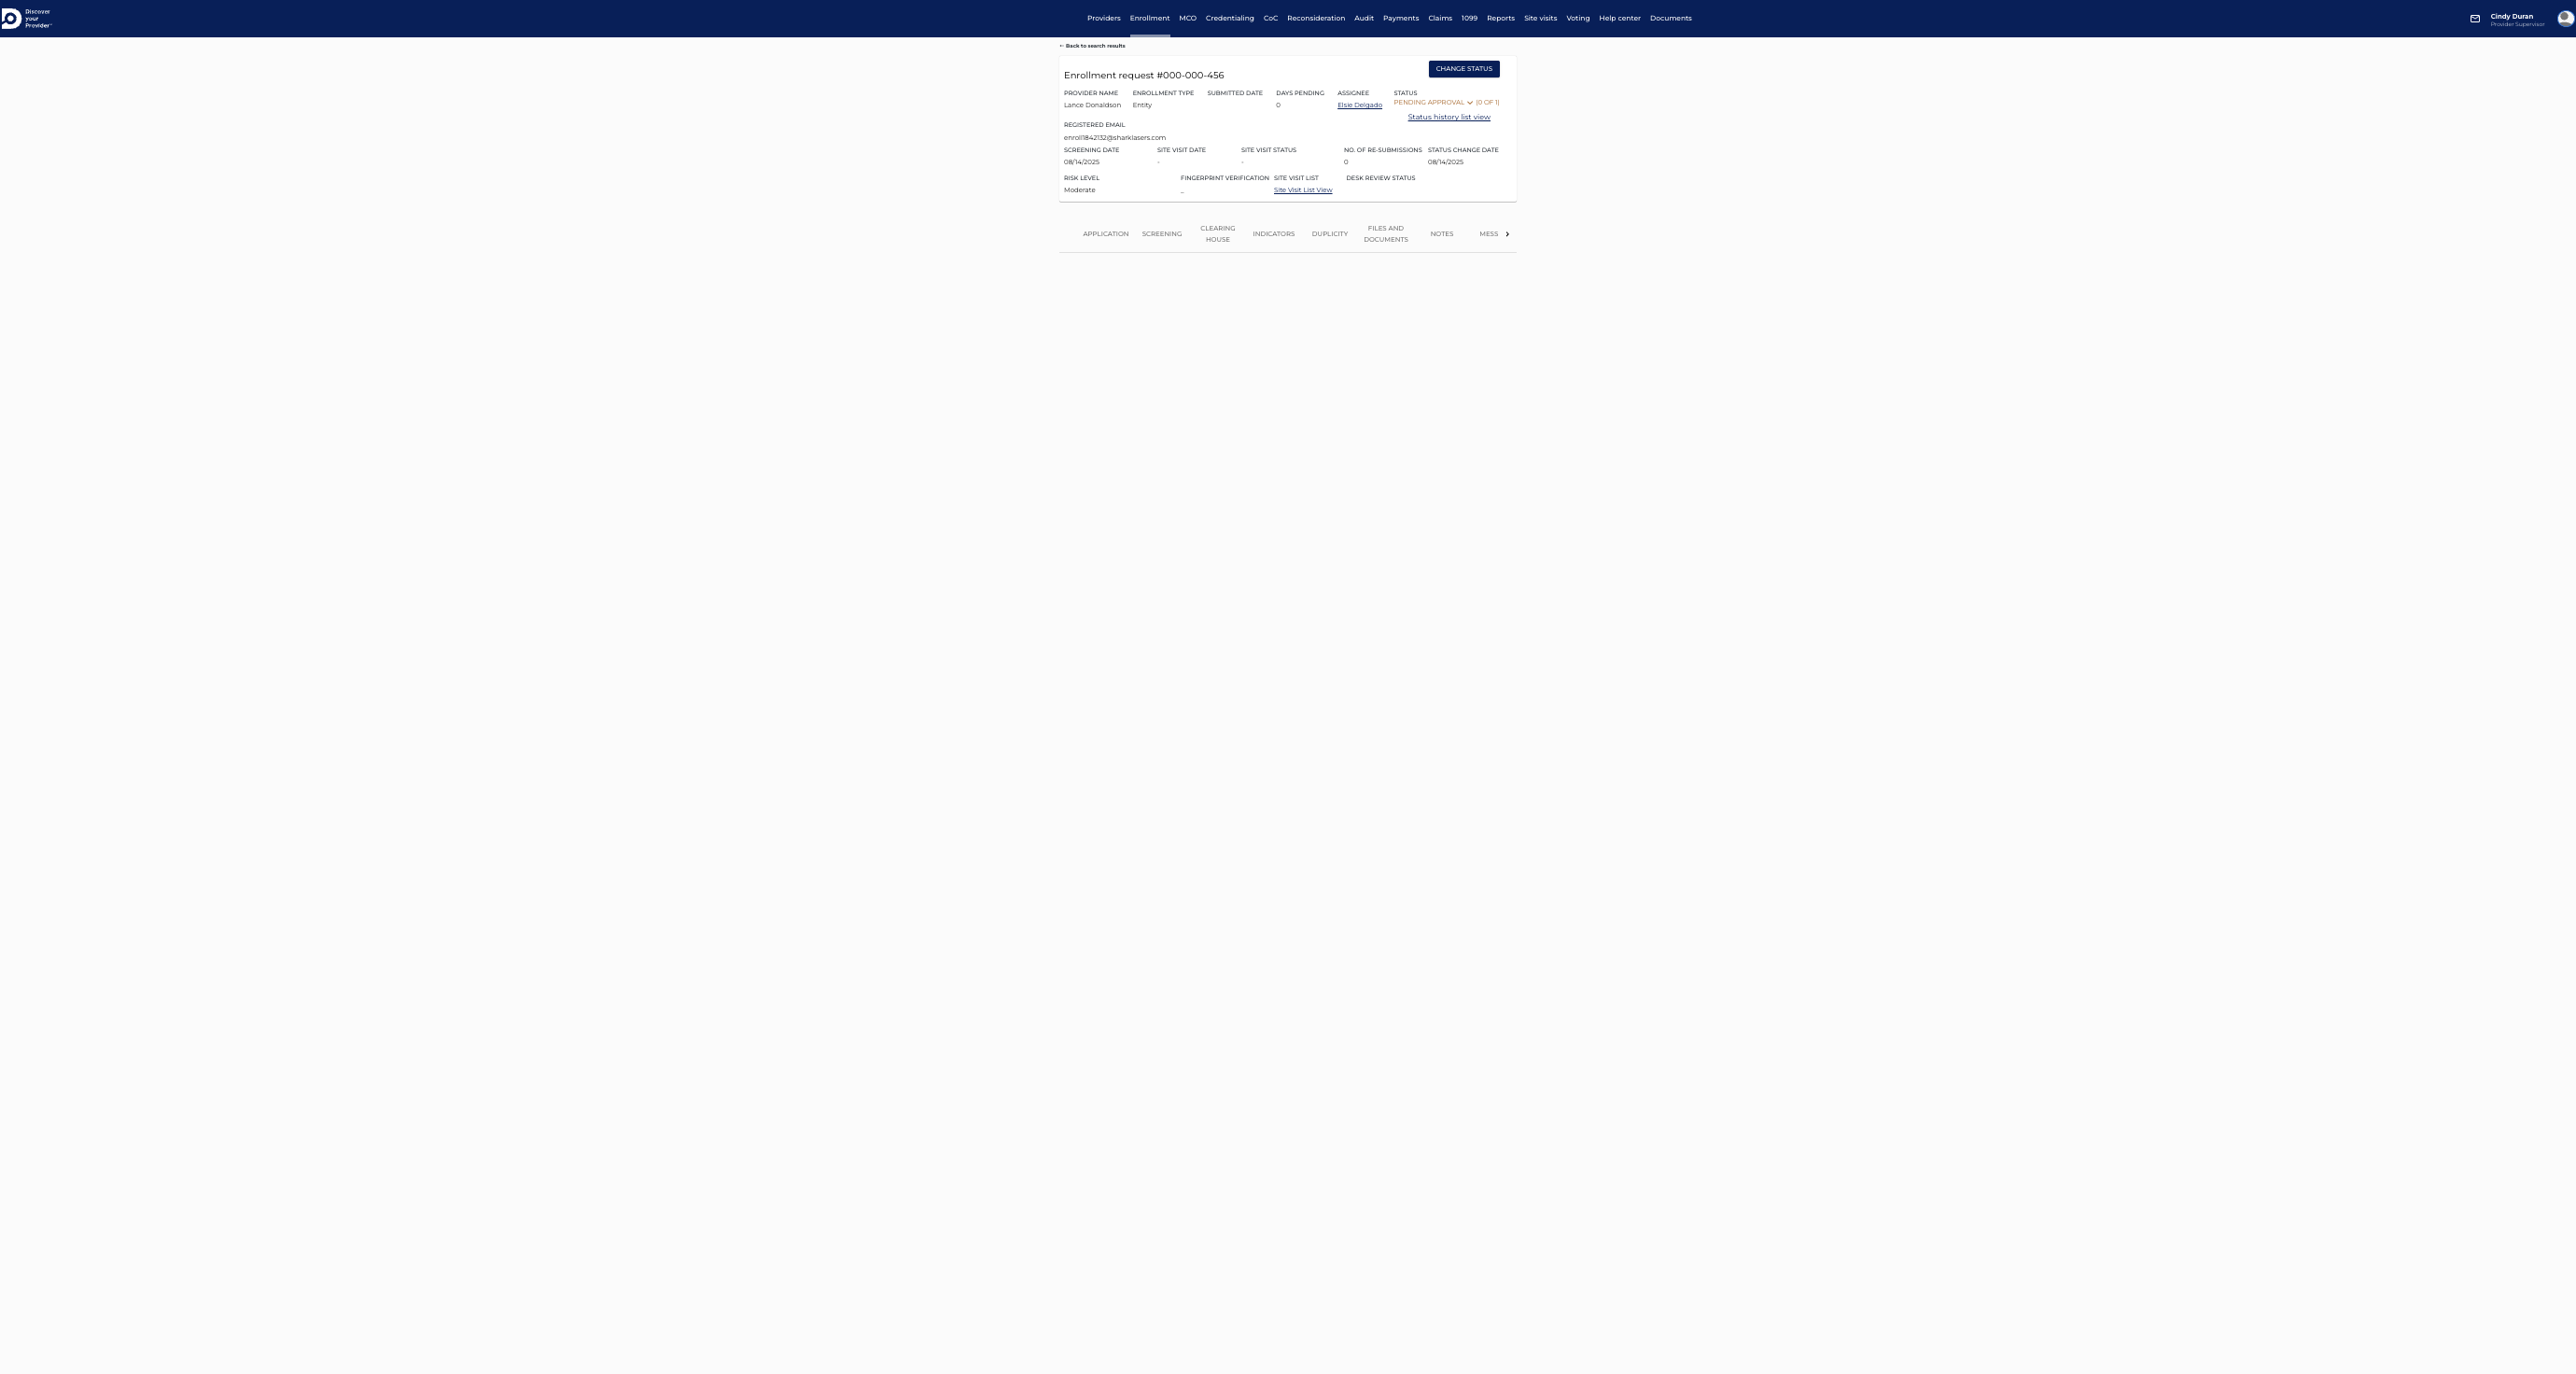 Discover
your
Provider™
Providers Enrollment MCO Credentialing CoC Reconsideration Audit Payments Claims 1099 Reports Site visits Voting Help center Documents
Cindy Duran
Provider Supervisor
← Back to search results
Enrollment request #000-000-456
CHANGE STATUS
PROVIDER NAME ENROLLMENT TYPE SUBMITTED DATE DAYS PENDING ASSIGNEE STATUS
Lance Donaldson Entity 0 Elsie Delgado PENDING APPROVAL (0 OF 1)
Status history list view
REGISTERED EMAIL
enroll1842132@sharklasers.com
SCREENING DATE SITE VISIT DATE SITE VISIT STATUS NO. OF RE-SUBMISSIONS STATUS CHANGE DATE
08/14/2025 - - 0 08/14/2025
RISK LEVEL FINGERPRINT VERIFICATION SITE VISIT LIST DESK REVIEW STATUS
Moderate _ Site Visit List View
APPLICATION SCREENING CLEARING HOUSE INDICATORS DUPLICITY FILES AND DOCUMENTS NOTES MESS